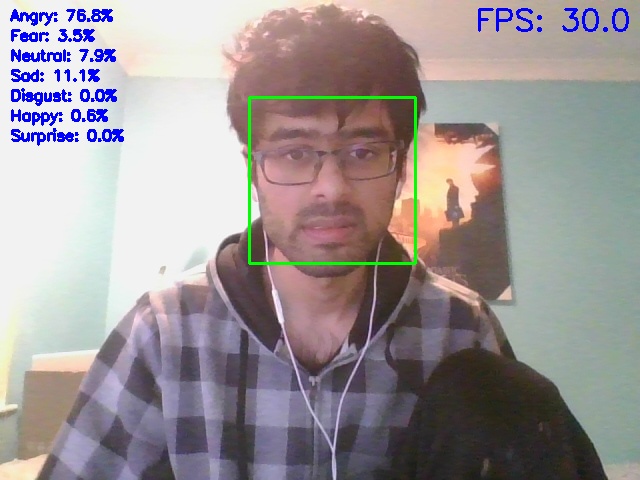 Angry: 76.8%
Fear: 3.5%
Neutral: 7.9%
Sad: 11.1%
Disgust: 0.0%
Happy: 0.6%
Surprise: 0.0%
FPS: 30.0